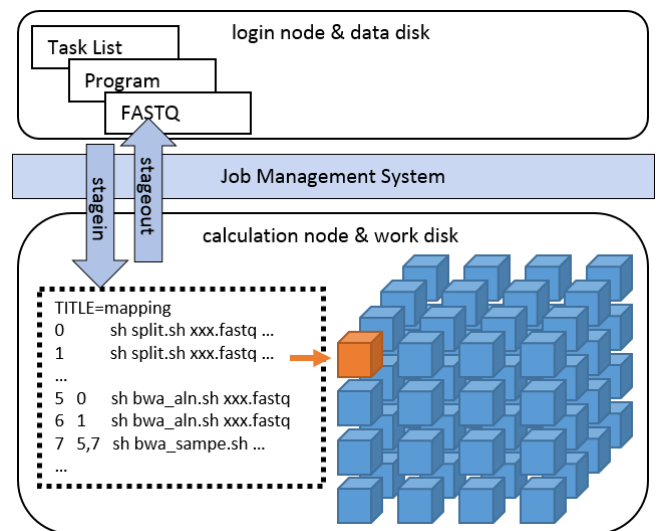 login node & data disk
Task List
Program
FASTQ
stagein
stageout
Job Management System
calculation node & work disk
TITLE=mapping
0 sh split.sh xxx.fastq ...
1 sh split.sh xxx.fastq ...
...
5 0 sh bwa_aln.sh xxx.fastq
6 1 sh bwa_aln.sh xxx.fastq
7 5,7 sh bwa_sampe.sh ...
...